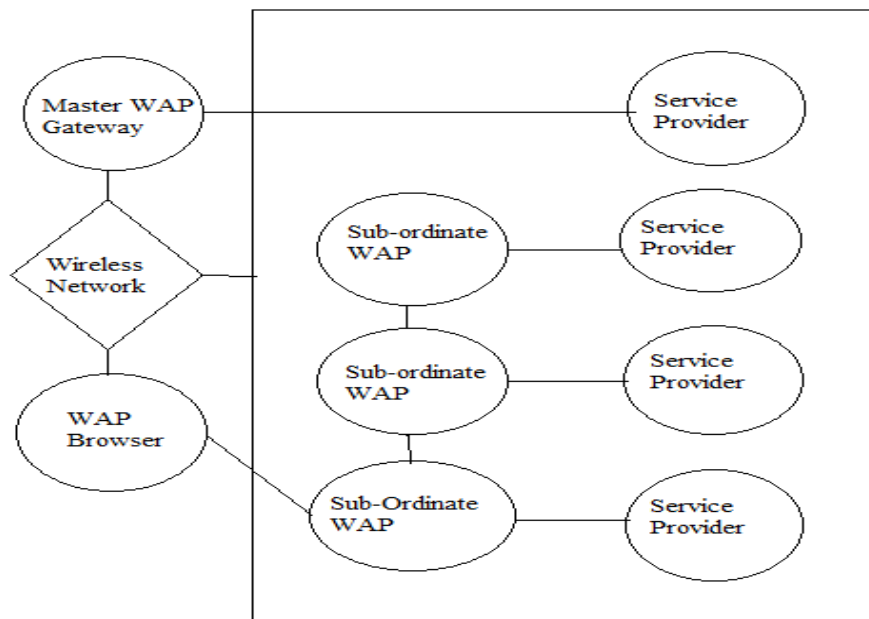 Master WAP
Gateway
Service
Provider
Sub-ordinate
WAP
Service
Provider
Wireless
Network
Sub-ordinate
WAP
Service
Provider
WAP
Browser
Sub-Ordinate
WAP
Service
Provider